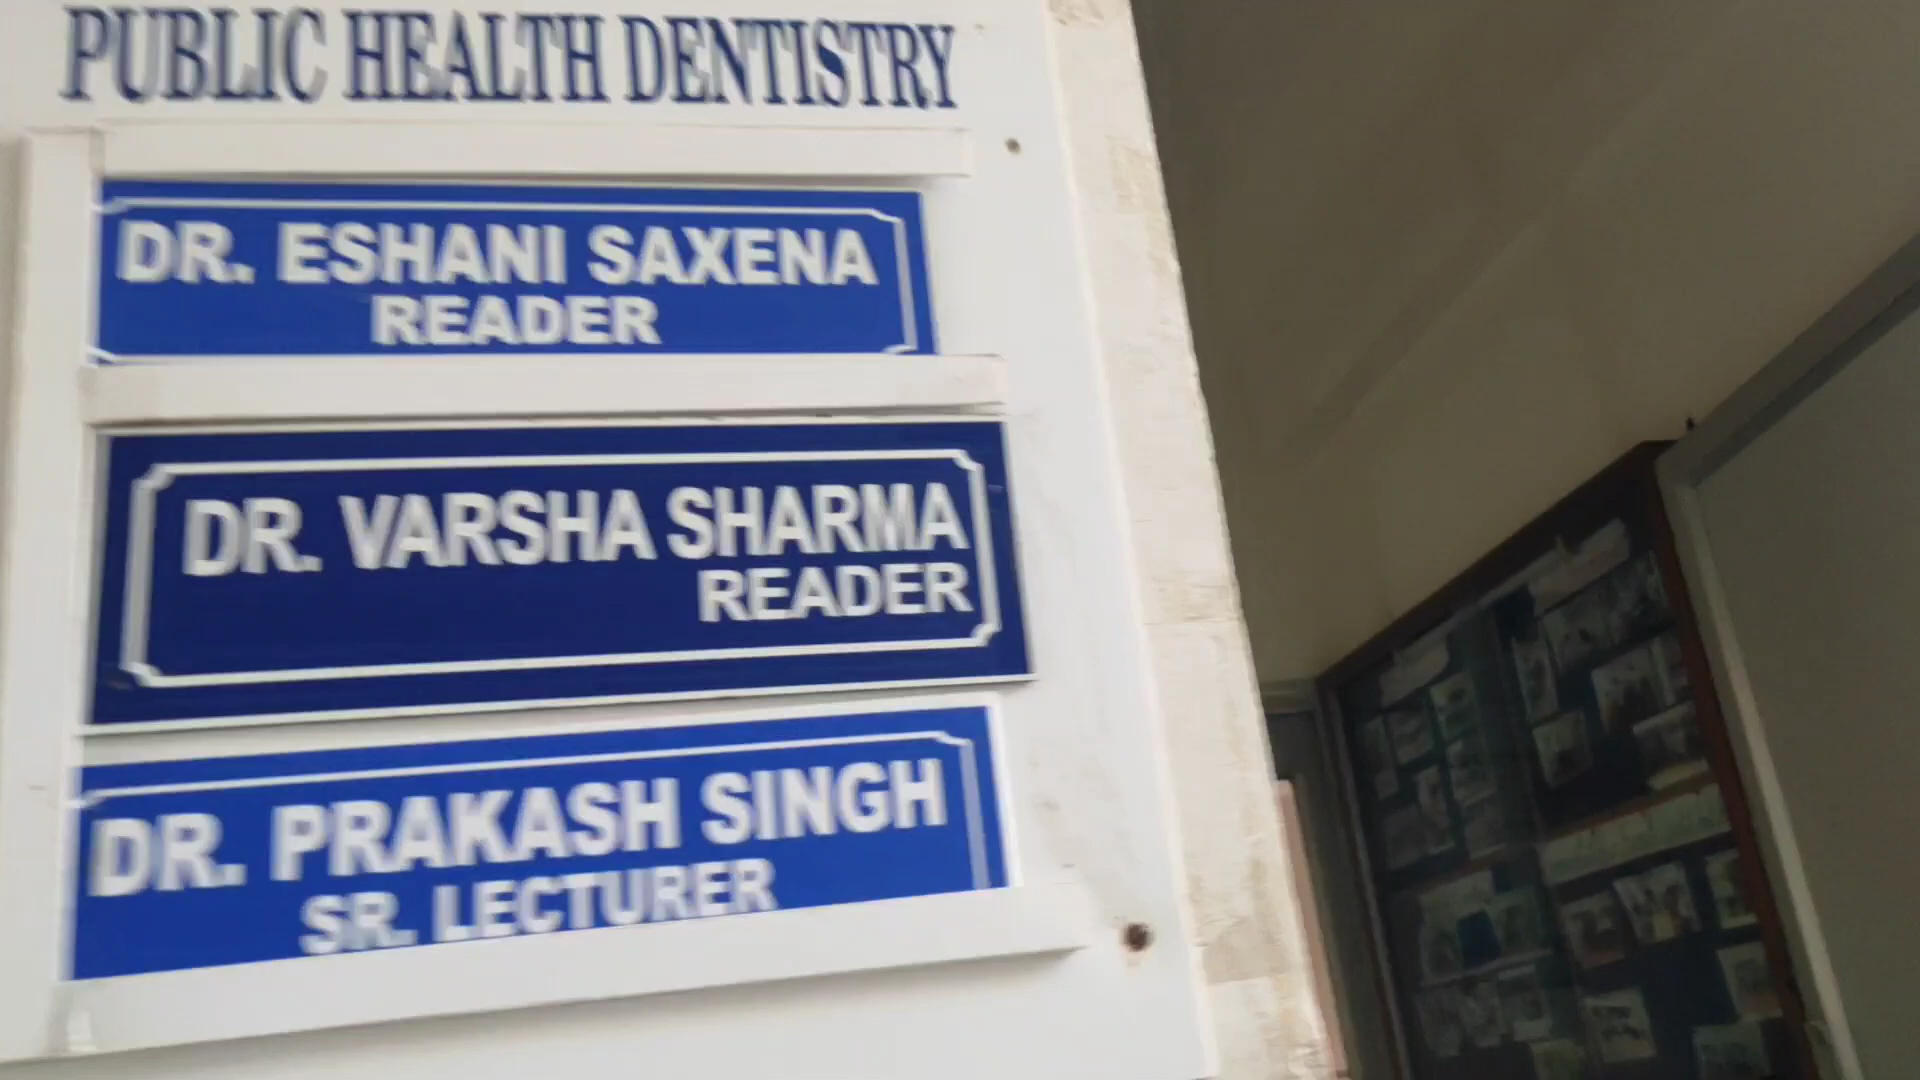 PUBLIC HEALTH DENTISTRY
DR. ESHANI SAXENA
READER
DR. VARSHA SHARMA
READER
DR. PRAKASH SINGH
SR. LECTURER